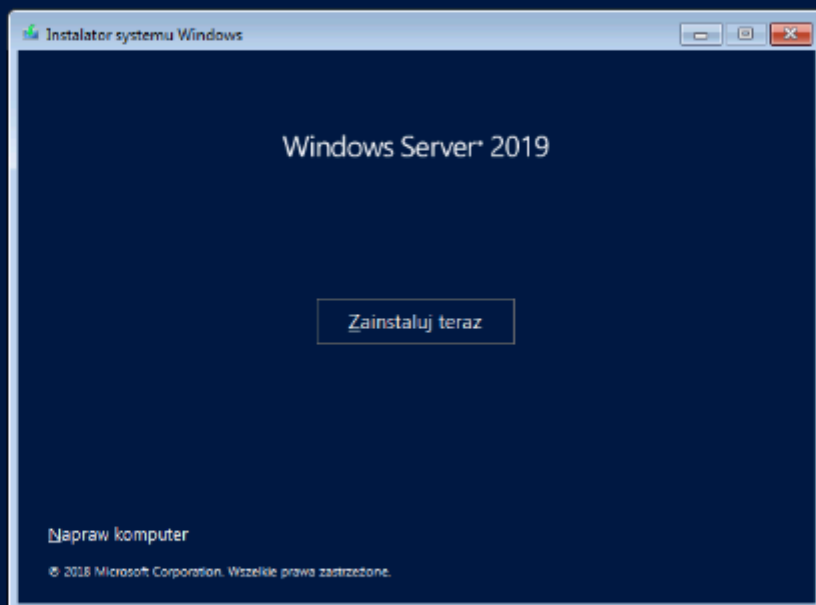 Instalator systemu Windows
Windows Server® 2019
Zainstaluj teraz
Napraw komputer
© 2018 Microsoft Corporation. Wszelkie prawa zastrzeżone.